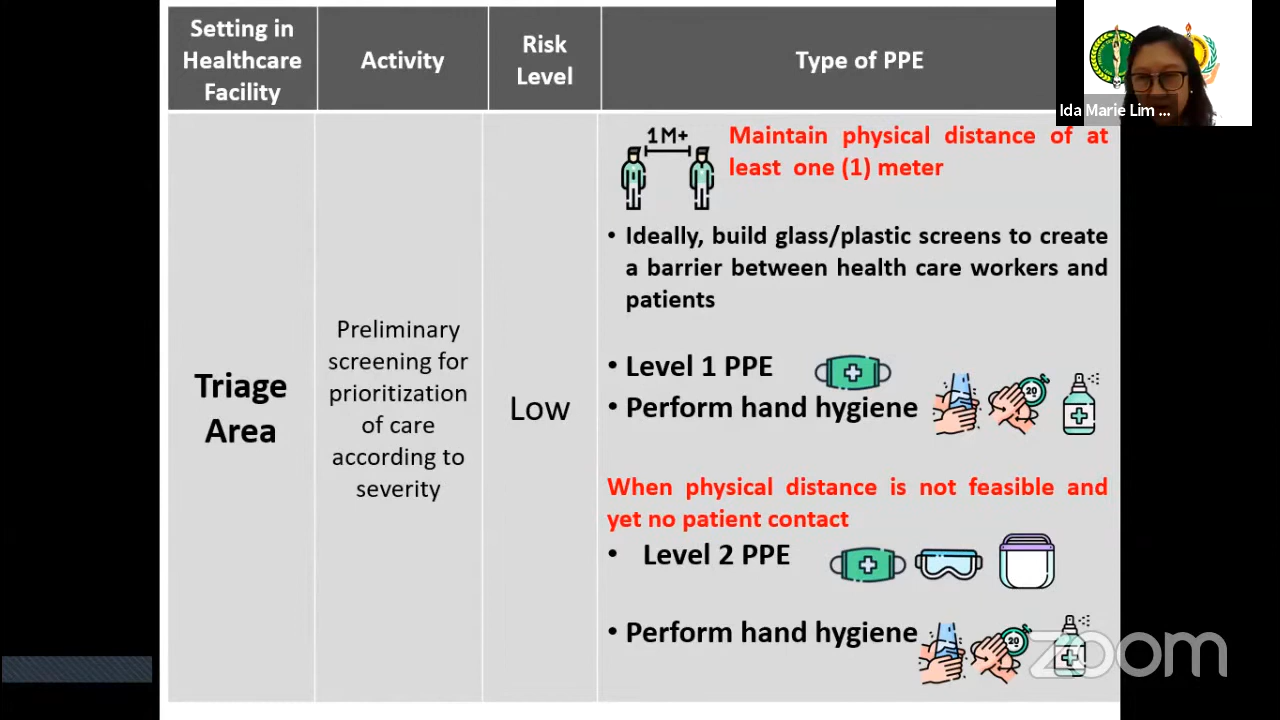 Setting in
Healthcare
Facility
Activity
Risk
Level
Type of PPE
Ida Marie Lim ...
1M+
Maintain physical distance of at
least one (1) meter
• Ideally, build glass/plastic screens to create
a barrier between health care workers and
patients
Preliminary
screening for
prioritization
of care
according to
severity
Triage
Area
Low
• Level 1 PPE
• Perform hand hygiene
20
When physical distance is not feasible and
yet no patient contact
• Level 2 PPE
• Perform hand hygiene
20
zoom